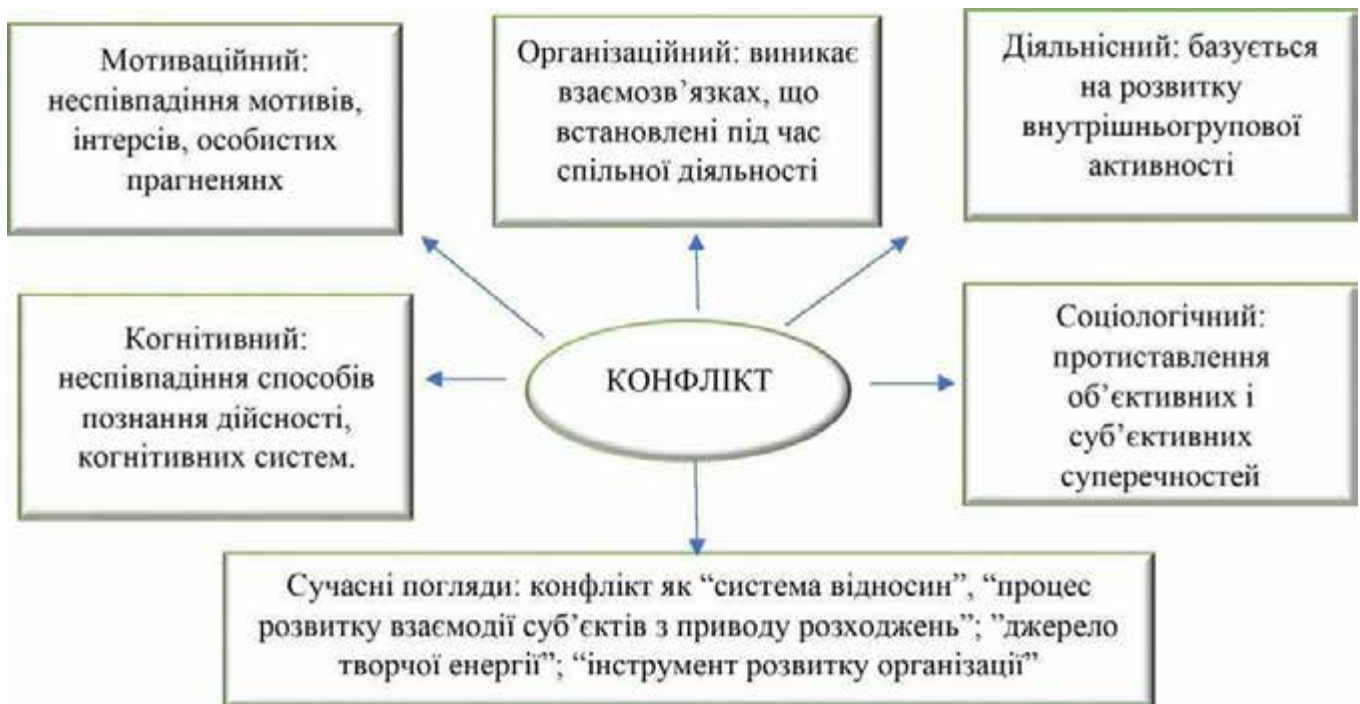 Мотиваційний:
неспівпадіння мотивів,
інтерсів, особистих
прагненянх
Організаційний: виникає
взаємозв’язках, що
встановлені під час
спільної діяльності
Діяльнісний: базується
на розвитку
внутрішньогрупової
активності
Когнітивний:
неспівпадіння способів
познання дійсності,
когнітивних систем.
КОНФЛІКТ
Соціологічний:
протиставлення
об’єктивних і
суб’єктивних
суперечностей
Сучасні погляди: конфлікт як “система відносин”, “процес
розвитку взаємодії суб’єктів з приводу розходжень”; ”джерело
творчої енергії”; “інструмент розвитку організації”